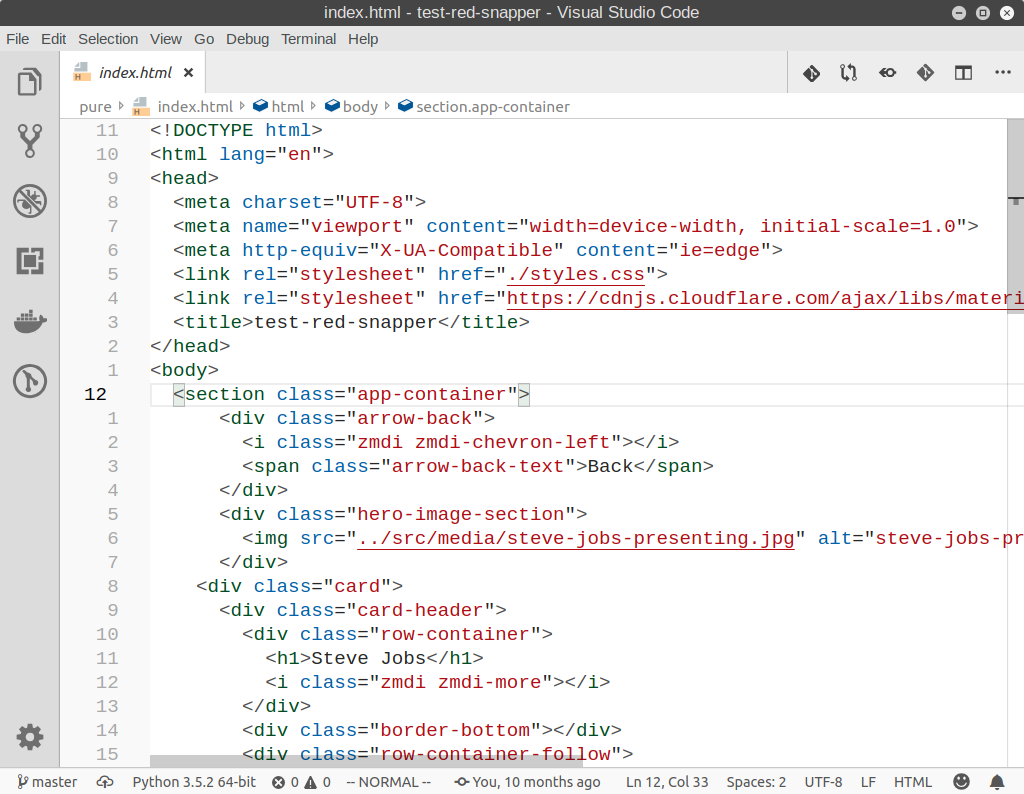 index.html - test-red-snapper - Visual Studio Code
File Edit Selection View Go Debug Terminal Help
index.html
pure index.html html body section.app-container
11 <!DOCTYPE html>
10 <html lang="en">
9 <head>
8 <meta charset="UTF-8">
7 <meta name="viewport" content="width=device-width, initial-scale=1.0">
6 <meta http-equiv="X-UA-Compatible" content="ie=edge">
5 <link rel="stylesheet" href="./styles.css">
4 <link rel="stylesheet" href="https://cdnjs.cloudflare.com/ajax/libs/materi
3 <title>test-red-snapper</title>
2 </head>
1 <body>
12 <section class="app-container">
1 <div class="arrow-back">
2 <i class="zmdi zmdi-chevron-left"></i>
3 <span class="arrow-back-text">Back</span>
4 </div>
5 <div class="hero-image-section">
6 <img src="../src/media/steve-jobs-presenting.jpg" alt="steve-jobs-pr
7 </div>
8 <div class="card">
9 <div class="card-header">
10 <div class="row-container">
11 <h1>Steve Jobs</h1>
12 <i class="zmdi zmdi-more"></i>
13 </div>
14 <div class="border-bottom"></div>
15 <div class="row-container-follow">
master Python 3.5.2 64-bit 0 0 -- NORMAL -- You, 10 months ago Ln 12, Col 33 Spaces: 2 UTF-8 LF HTML